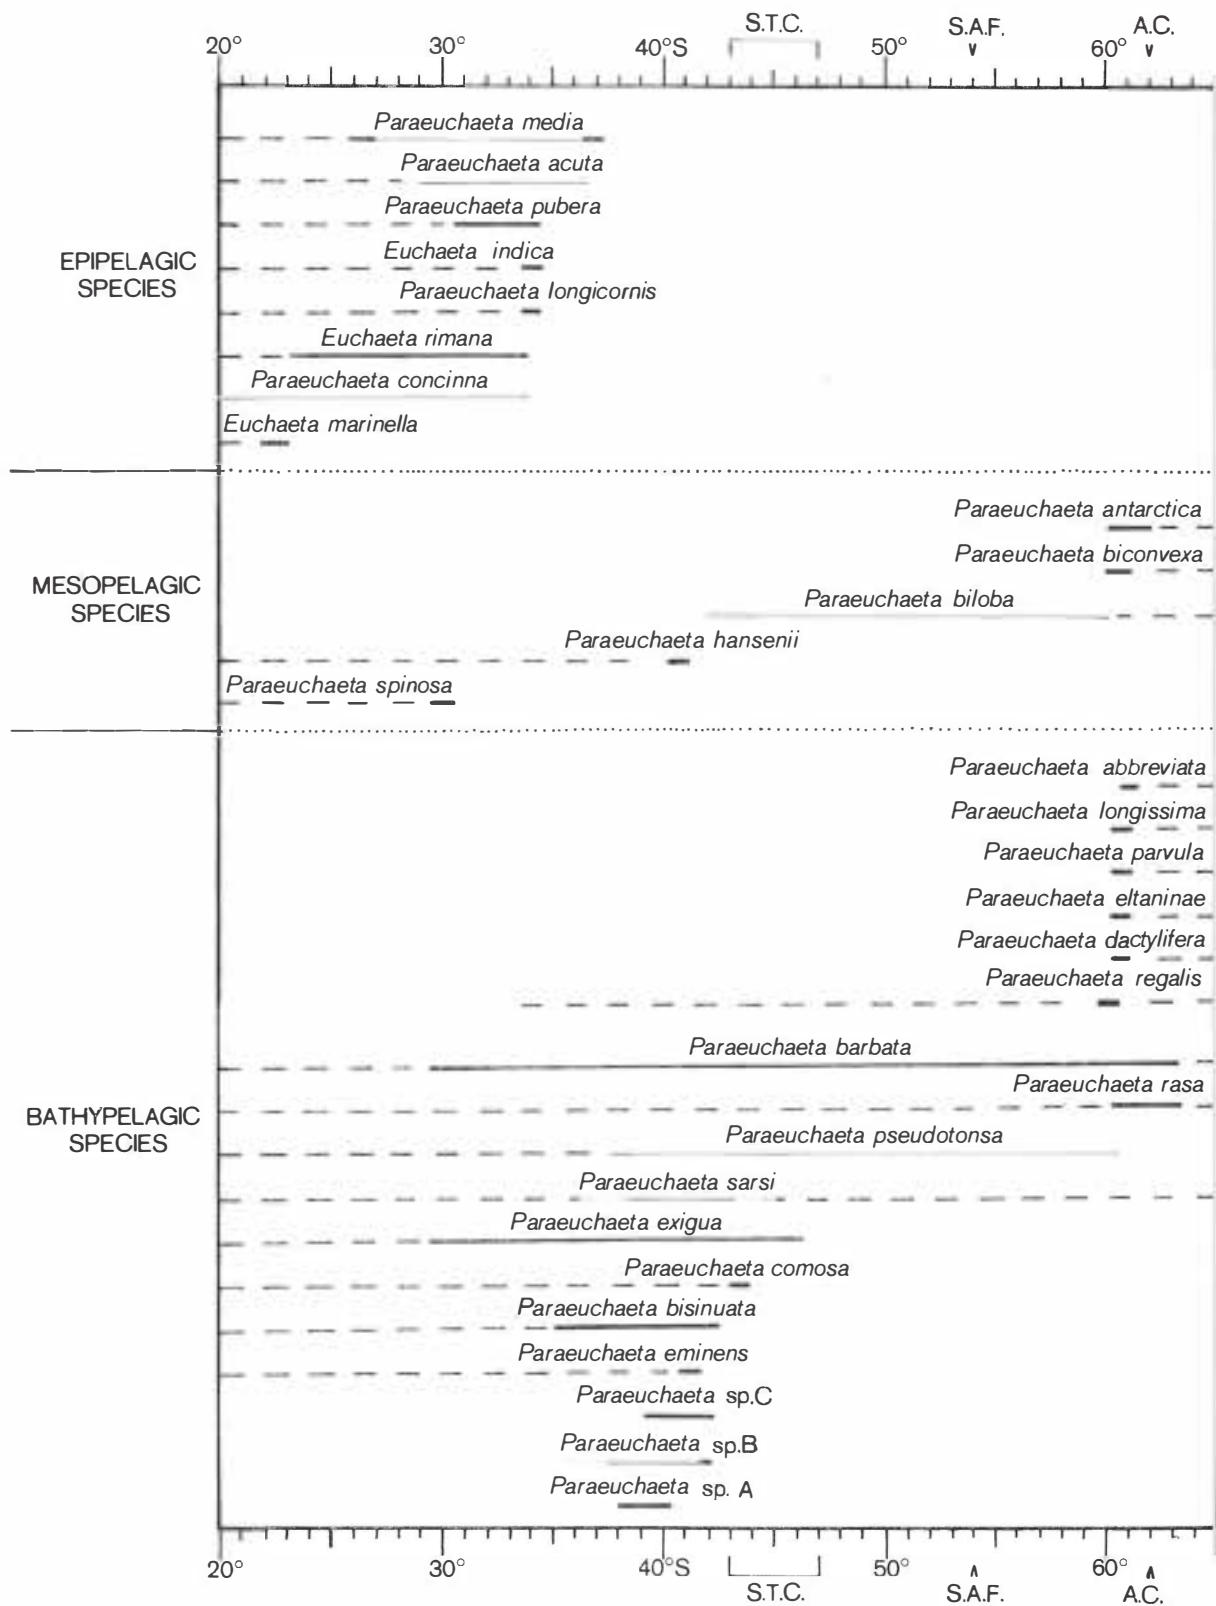 S.T.C. S.A.F. A.C.
20° 30° 40°S 50° 60°
Paraeuchaeta media
Paraeuchaeta acuta
Paraeuchaeta pubera
Euchaeta indica
EPIPELAGIC
SPECIES
Paraeuchaeta longicornis
Euchaeta rimana
Paraeuchaeta concinna
Euchaeta marinella
Paraeuchaeta antarctica
Paraeuchaeta biconvexa
MESOPELAGIC
SPECIES
Paraeuchaeta biloba
Paraeuchaeta hansenii
Paraeuchaeta spinosa
Paraeuchaeta abbreviata
Paraeuchaeta longissima
Paraeuchaeta parvula
Paraeuchaeta eltaninae
Paraeuchaeta dactylifera
Paraeuchaeta regalis
Paraeuchaeta barbata
Paraeuchaeta rasa
BATHYPELAGIC
SPECIES
Paraeuchaeta pseudotonsa
Paraeuchaeta sarsi
Paraeuchaeta exigua
Paraeuchaeta comosa
Paraeuchaeta bisinuata
Paraeuchaeta eminens
Paraeuchaeta sp.C
Paraeuchaeta sp.B
Paraeuchaeta sp. A
20° 30° 40°S 50° 60°
S.T.C. S.A.F. A.C.